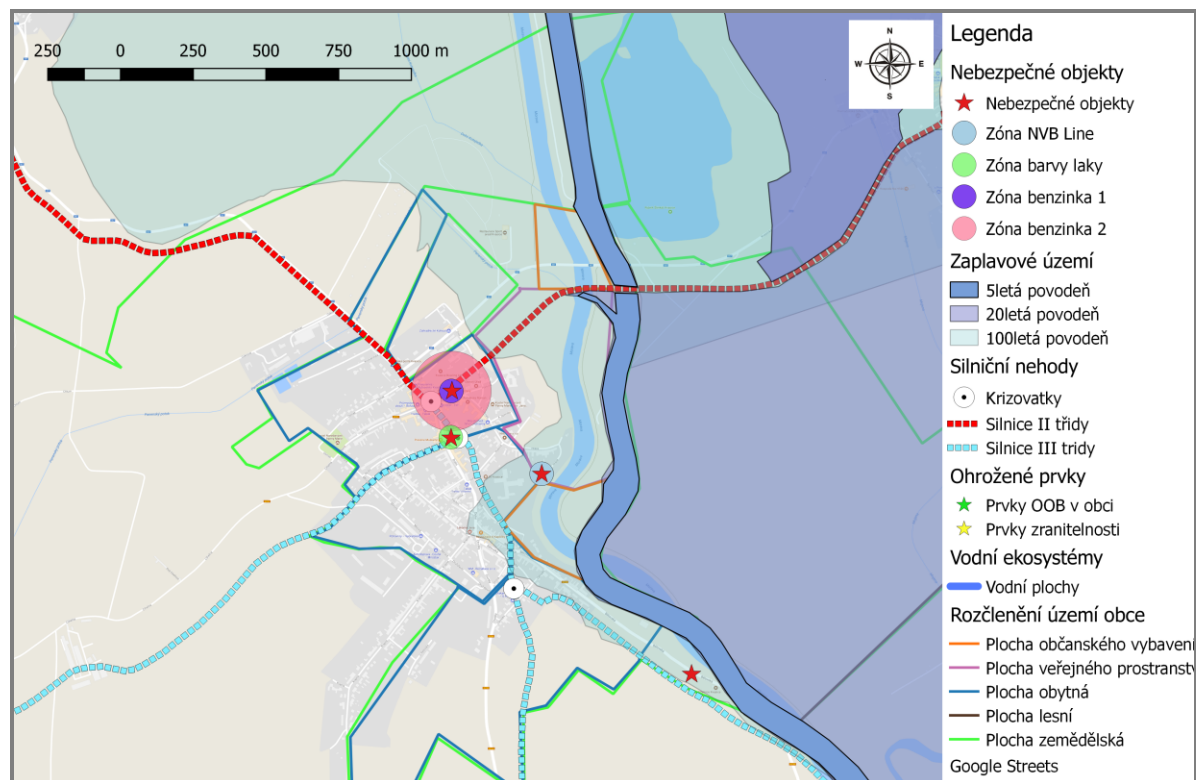 250 0 250 500 750 1000 m
N
W E
S
Legenda
Nebezpečné objekty
Nebezpečné objekty
Zóna NVB Line
Zóna barvy laky
Zóna benzinka 1
Zóna benzinka 2
Zaplavové území
5letá povodeň
20letá povodeň
100letá povodeň
Silniční nehody
Krizovatky
Silnice II třídy
Silnice III tridy
Ohrožené prvky
Prvky OOB v obci
Prvky zranitelnosti
Vodní ekosystémy
Vodní plochy
Rozčlenění území obce
Plocha občanského vybavení
Plocha veřejného prostranstv
Plocha obytná
Plocha lesní
Plocha zemědělská
Google Streets